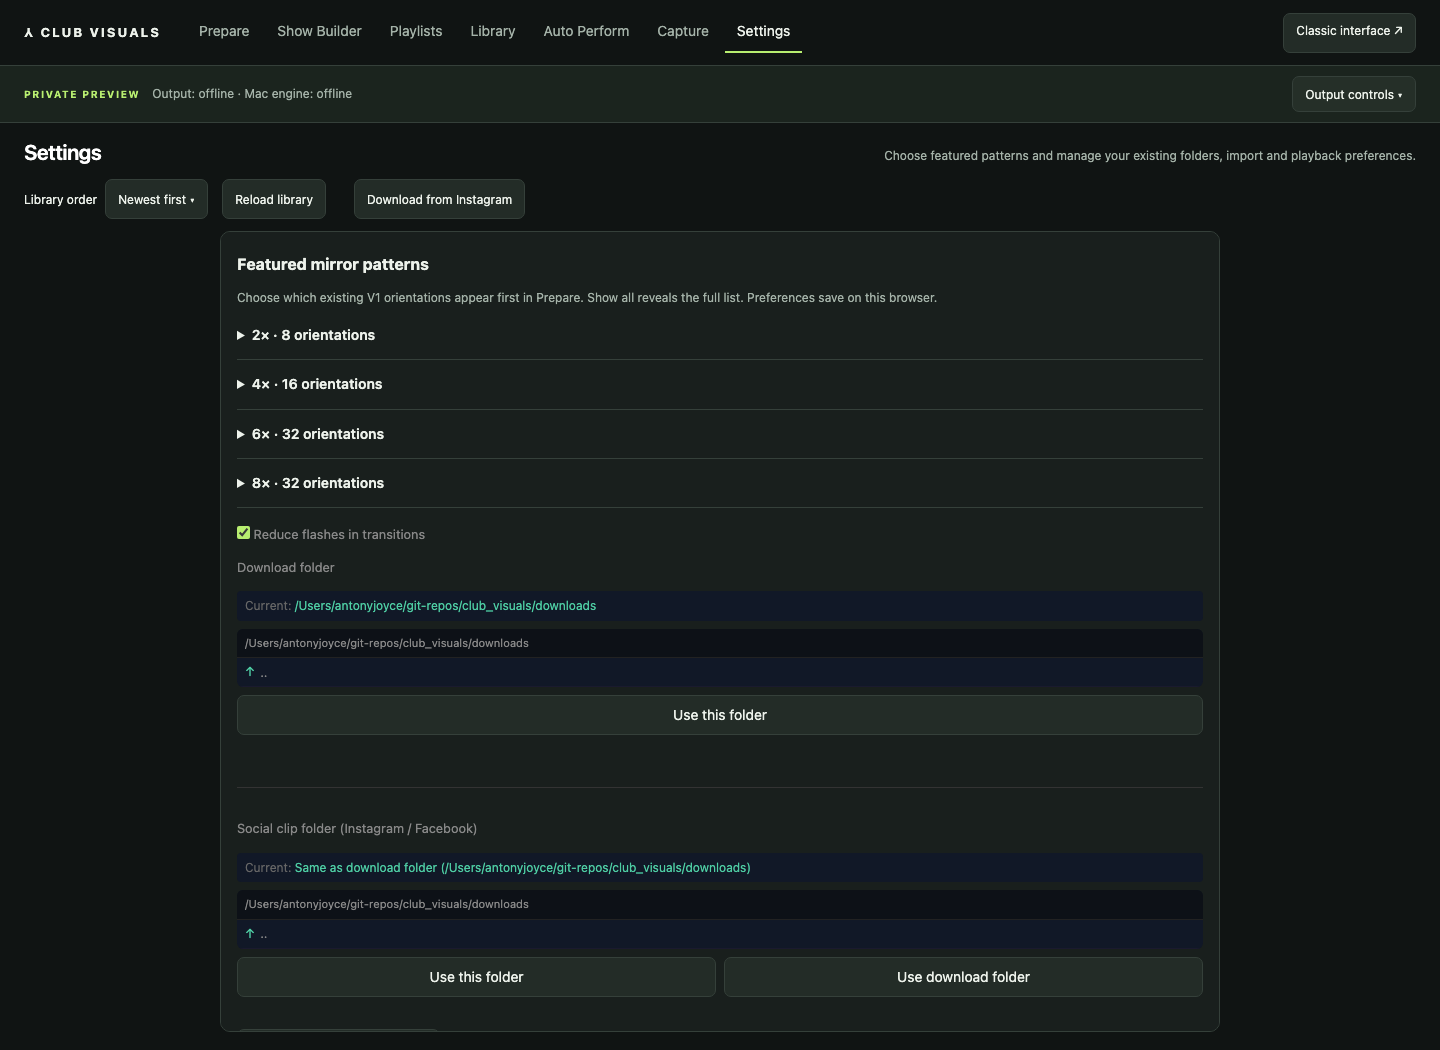 ⅄ CLUB VISUALS
Prepare
Show Builder
Playlists
Library
Auto Perform
Capture
Settings
Classic interface ↗
PRIVATE PREVIEW
Output: offline · Mac engine: offline
Output controls ▾
Settings
Choose featured patterns and manage your existing folders, import and playback preferences.
Library order
Newest first ▾
Reload library
Download from Instagram
Featured mirror patterns
Choose which existing V1 orientations appear first in Prepare. Show all reveals the full list. Preferences save on this browser.
▶ 2× · 8 orientations
▶ 4× · 16 orientations
▶ 6× · 32 orientations
▶ 8× · 32 orientations
Reduce flashes in transitions
Download folder
Current: /Users/antonyjoyce/git-repos/club_visuals/downloads
/Users/antonyjoyce/git-repos/club_visuals/downloads
↑ ..
Use this folder
Social clip folder (Instagram / Facebook)
Current: Same as download folder (/Users/antonyjoyce/git-repos/club_visuals/downloads)
/Users/antonyjoyce/git-repos/club_visuals/downloads
↑ ..
Use this folder
Use download folder